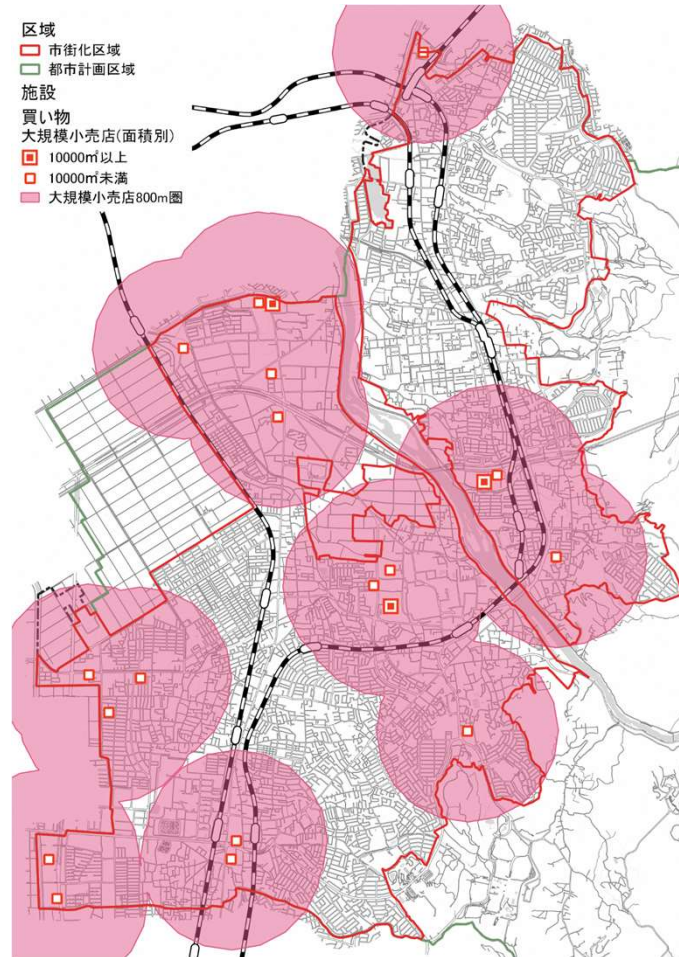 区域
市街化区域
都市計画区域
施設
買い物
大規模小売店(面積別)
10000㎡以上
10000㎡未満
大規模小売店800m圏